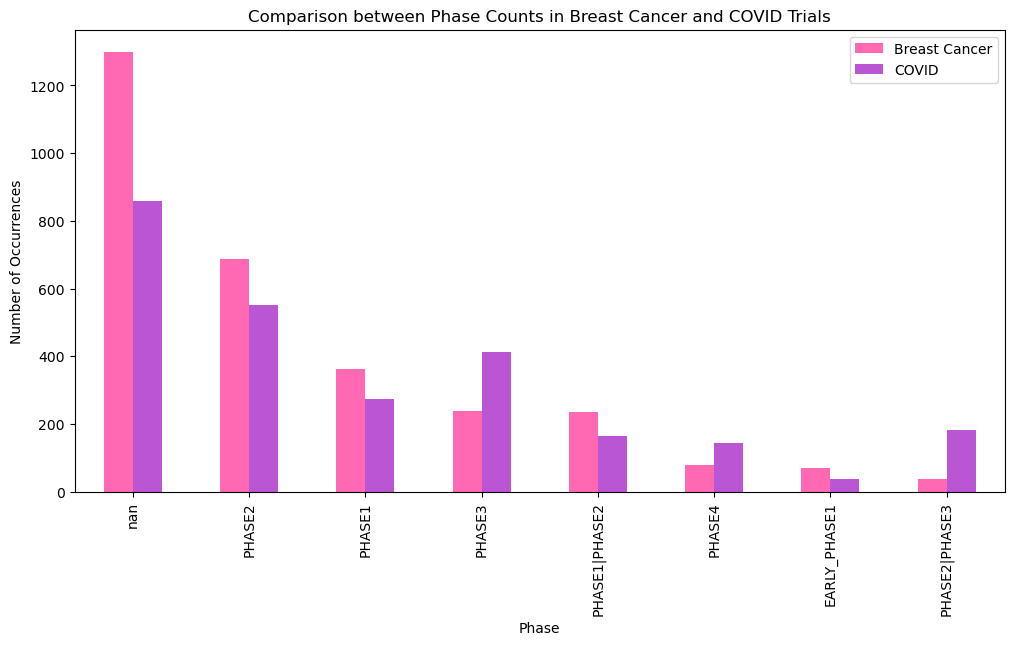 Comparison between Phase Counts in Breast Cancer and COVID Trials
Breast Cancer
COVID
Number of Occurrences
1200
1000
800
600
400
200
0
nan
PHASE2
PHASE1
PHASE3
PHASE1|PHASE2
PHASE4
EARLY_PHASE1
PHASE2|PHASE3
Phase